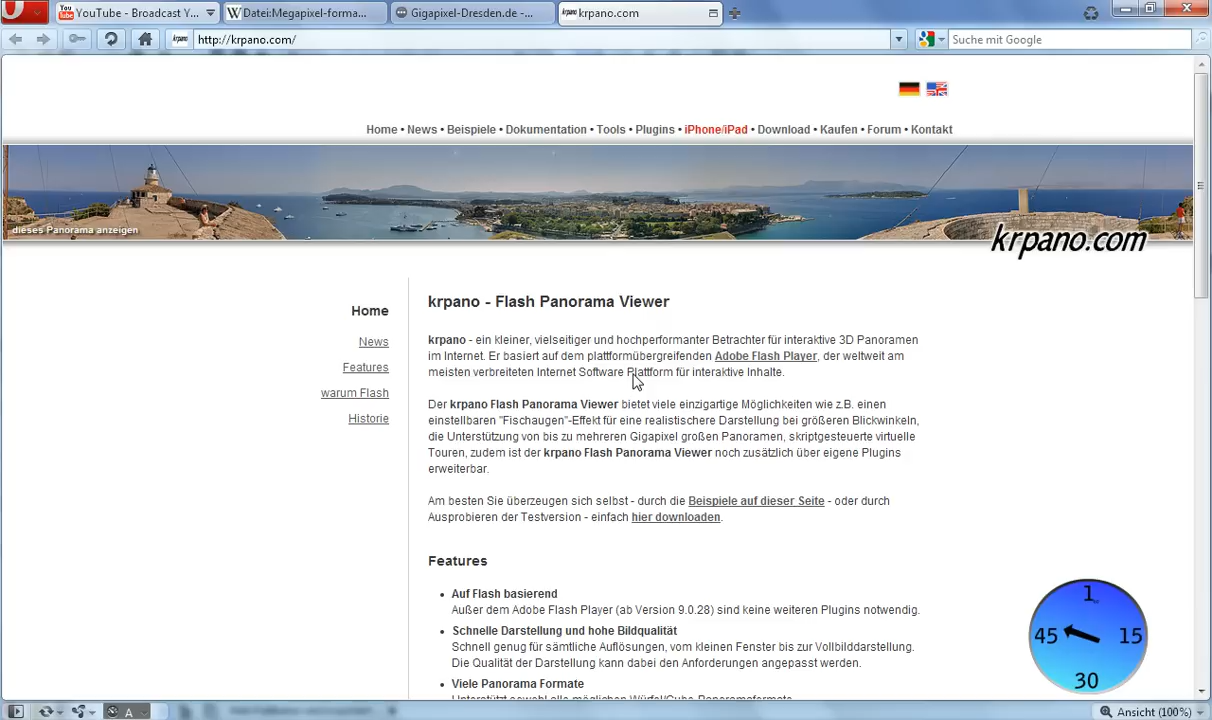 YouTube - Broadcast Y...
Datei:Megapixel-forma...
Gigapixel-Dresden.de -...
krpano krpano.com
krpano http://krpano.com/
Suche mit Google
Home • News • Beispiele • Dokumentation • Tools • Plugins • iPhone/iPad • Download • Kaufen • Forum • Kontakt
dieses Panorama anzeigen
krpano.com
Home
News
Features
warum Flash
Historie
krpano - Flash Panorama Viewer
krpano - ein kleiner, vielseitiger und hochperformanter Betrachter für interaktive 3D Panoramen
im Internet. Er basiert auf dem plattformübergreifenden Adobe Flash Player, der weltweit am
meisten verbreiteten Internet Software Plattform für interaktive Inhalte.
Der krpano Flash Panorama Viewer bietet viele einzigartige Möglichkeiten wie z.B. einen
einstellbaren "Fischaugen"-Effekt für eine realistischere Darstellung bei größeren Blickwinkeln,
die Unterstützung von bis zu mehreren Gigapixel großen Panoramen, skriptgesteuerte virtuelle
Touren, zudem ist der krpano Flash Panorama Viewer noch zusätzlich über eigene Plugins
erweiterbar.
Am besten Sie überzeugen sich selbst - durch die Beispiele auf dieser Seite - oder durch
Ausprobieren der Testversion - einfach hier downloaden.
Features
• Auf Flash basierend
Außer dem Adobe Flash Player (ab Version 9.0.28) sind keine weiteren Plugins notwendig.
• Schnelle Darstellung und hohe Bildqualität
Schnell genug für sämtliche Auflösungen, vom kleinen Fenster bis zur Vollbilddarstellung.
Die Qualität der Darstellung kann dabei den Anforderungen angepasst werden.
• Viele Panorama Formate
Unterstützt sowohl alle möglichen Würfel/Cube-Panoramaformate
1
45 15
30
A
Ansicht (100%)